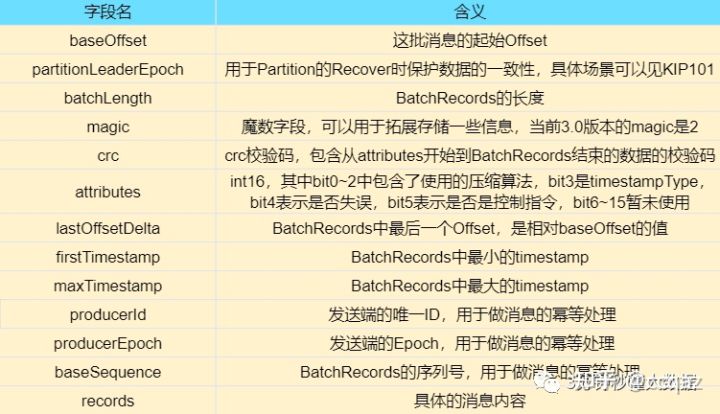 字段名 含义
baseOffset 这批消息的起始Offset
partitionLeaderEpoch 用于Partition的Recover时保护数据的一致性，具体场景可以见KIP101
batchLength BatchRecords的长度
magic 魔数字段，可以用于拓展存储一些信息，当前3.0版本的magic是2
crc crc校验码，包含从attributes开始到BatchRecords结束的数据的校验码
attributes int16，其中bit0~2中包含了使用的压缩算法，bit3是timestampType，
bit4表示是否失误，bit5表示是否是控制指令，bit6~15暂未使用
lastOffsetDelta BatchRecords中最后一个Offset，是相对baseOffset的值
firstTimestamp BatchRecords中最小的timestamp
maxTimestamp BatchRecords中最大的timestamp
producerId 发送端的唯一ID，用于做消息的幂等处理
producerEpoch 发送端的Epoch，用于做消息的幂等处理
baseSequence BatchRecords的序列号，用于做消息的幂等处理
records 具体的消息内容